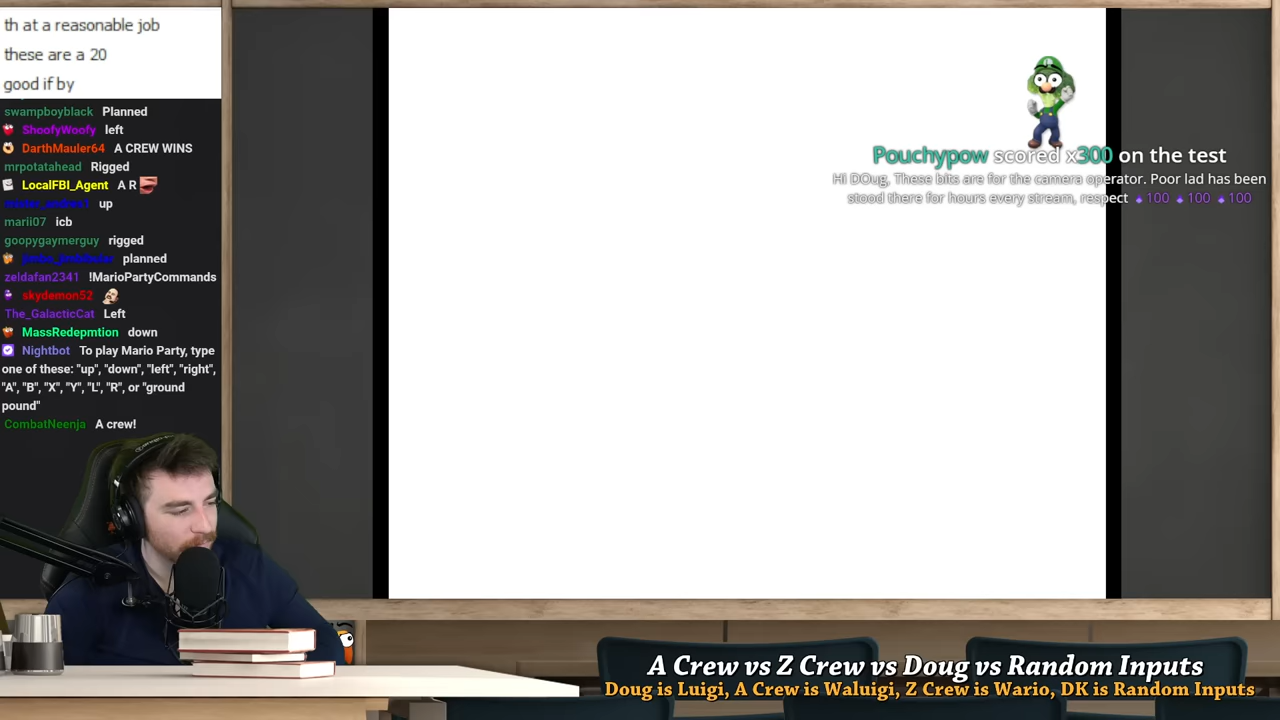 th at a reasonable job
these are a 20
good if by
swampboyblack Planned
ShoofyWoofy left
DarthMauler64 A CREW WINS
mrpotatahead Rigged
LocalFBI_Agent A R
up
marii07 icb
goopygaymerguy rigged
planned
zeldafan2341 !MarioPartyCommands
skydemon52
The_GalacticCat Left
MassRedepmtion down
Nightbot To play Mario Party, type
one of these: "up", "down", "left", "right",
"A", "B", "X", "Y", "L", "R", or "ground
pound"
CombatNeenja A crew!
Pouchypow scored x300 on the test
Hi DOug. These bits are for the camera operator. Poor lad has been
stood there for hours every stream, respect 100 100 100
A Crew vs Z Crew vs Doug vs Random Inputs
Doug is Luigi, A Crew is Waluigi, Z Crew is Wario, DK is Random Inputs